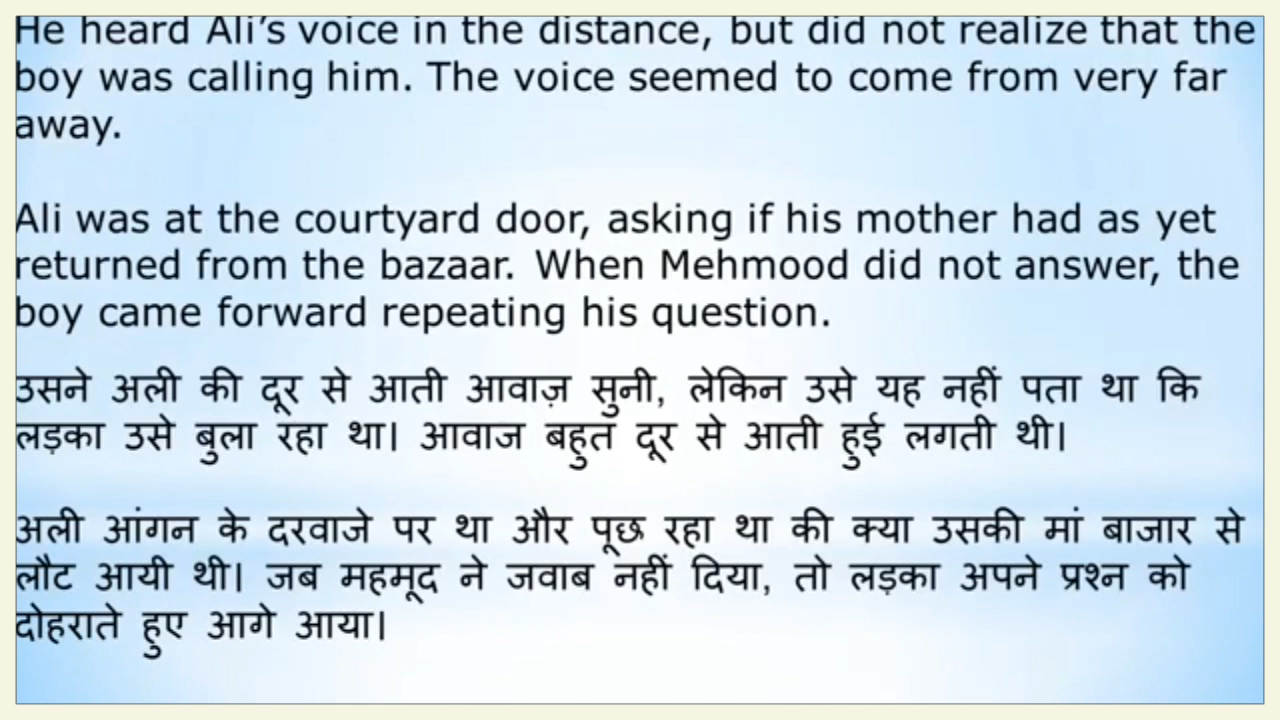 He heard Ali’s voice in the distance, but did not realize that the
boy was calling him. The voice seemed to come from very far
away.
Ali was at the courtyard door, asking if his mother had as yet
returned from the bazaar. When Mehmood did not answer, the
boy came forward repeating his question.
उसने अली की दूर से आती आवाज़ सुनी, लेकिन उसे यह नहीं पता था कि
लड़का उसे बुला रहा था। आवाज बहुत दूर से आती हुई लगती थी।
अली आंगन के दरवाजे पर था और पूछ रहा था की क्या उसकी मां बाजार से
लौट आयी थी। जब महमूद ने जवाब नहीं दिया, तो लड़का अपने प्रश्न को
दोहराते हुए आगे आया।